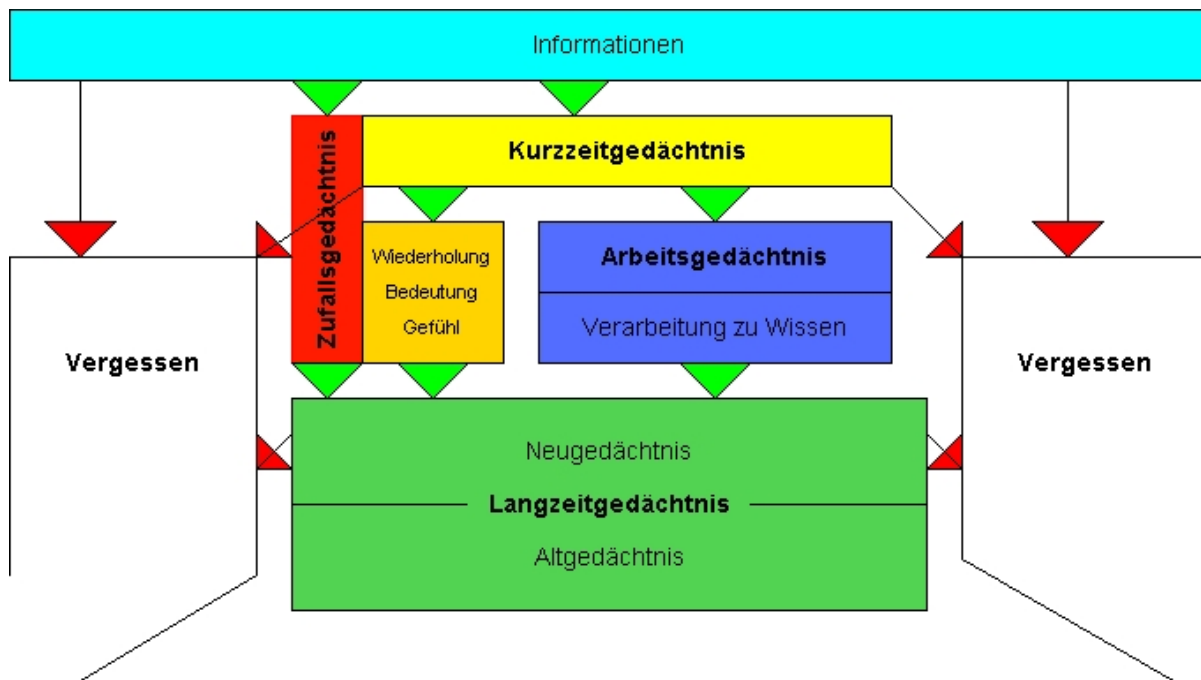 Informationen
Kurzzeitgedächtnis
Zufallsgedächtnis
Wiederholung
Bedeutung
Gefühl
Arbeitsgedächtnis
Verarbeitung zu Wissen
Vergessen
Vergessen
Neugedächtnis
Langzeitgedächtnis
Altgedächtnis